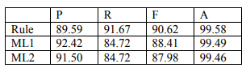 P R F A
Rule 89.59 91.67 90.62 99.58
ML1 92.42 84.72 88.41 99.49
ML2 91.50 84.72 87.98 99.46